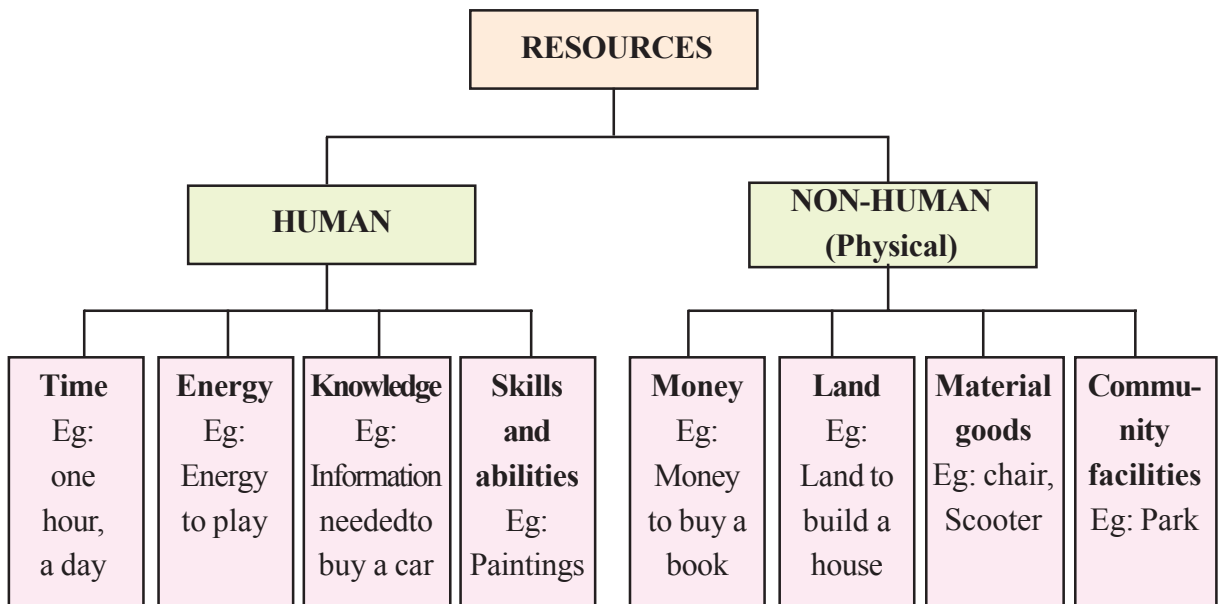 RESOURCES
HUMAN
NON-HUMAN
(Physical)
Time
Eg:
one
hour,
a day
Energy
Eg:
Energy
to play
Knowledge
Eg:
Information
neededto
buy a car
Skills
and
abilities
Eg:
Paintings
Money
Eg:
Money
to buy a
book
Land
Eg:
Land to
build a
house
Material
goods
Eg: chair,
Scooter
Commu-
nity
facilities
Eg: Park